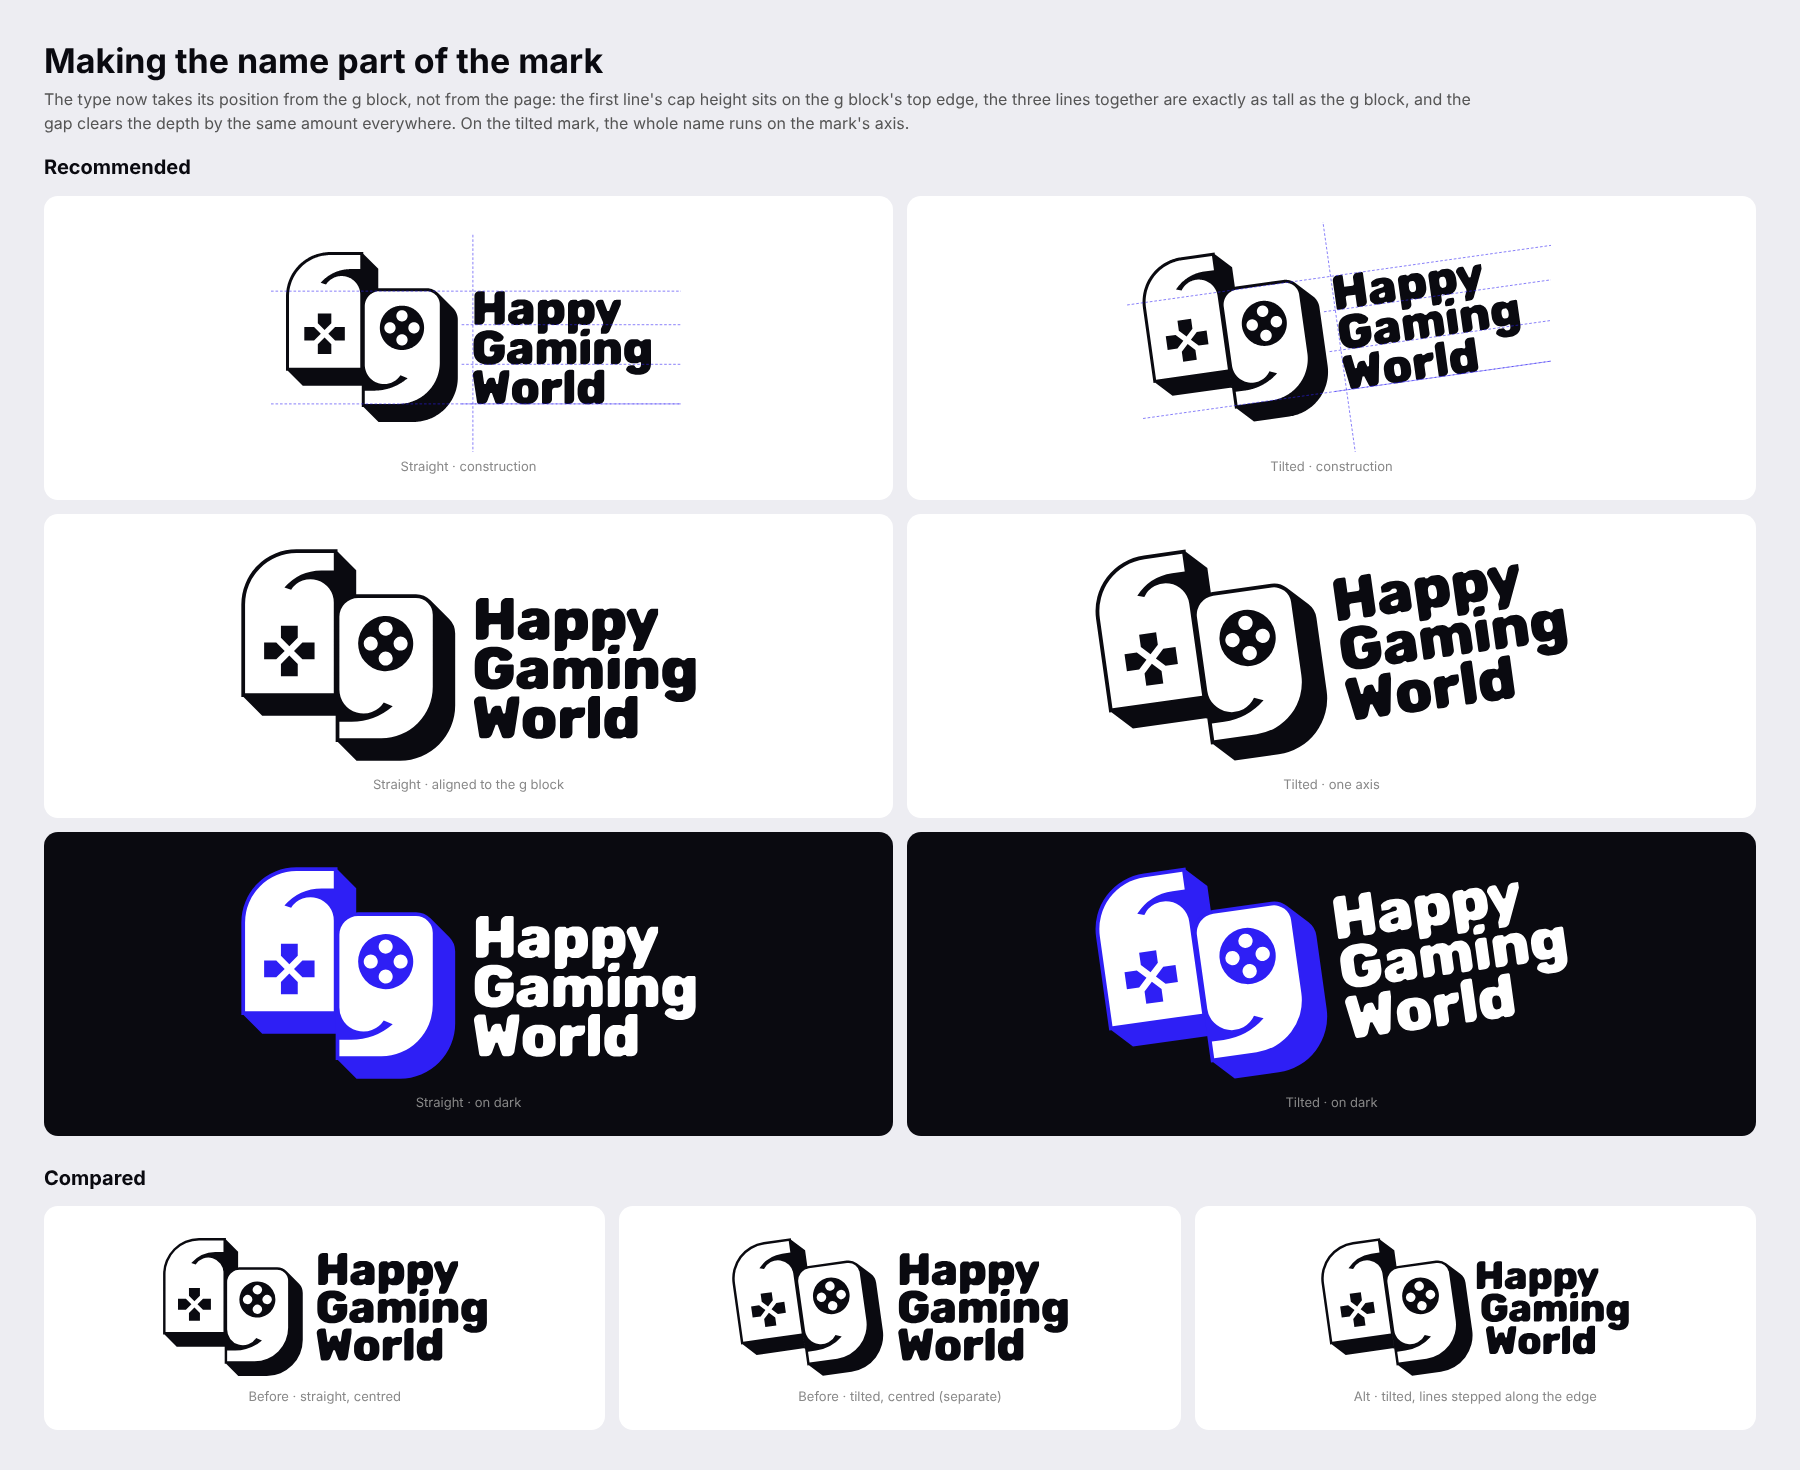 Making the name part of the mark
The type now takes its position from the g block, not from the page: the first line's cap height sits on the g block's top edge, the three lines together are exactly as tall as the g block, and the
gap clears the depth by the same amount everywhere. On the tilted mark, the whole name runs on the mark's axis.
Recommended
Happy
Gaming
World
Straight · construction
Happy
Gaming
World
Tilted · construction
Happy
Gaming
World
Straight · aligned to the g block
Happy
Gaming
World
Tilted · one axis
Happy
Gaming
World
Straight · on dark
Happy
Gaming
World
Tilted · on dark
Compared
Happy
Gaming
World
Before · straight, centred
Happy
Gaming
World
Before · tilted, centred (separate)
Happy
Gaming
World
Alt · tilted, lines stepped along the edge